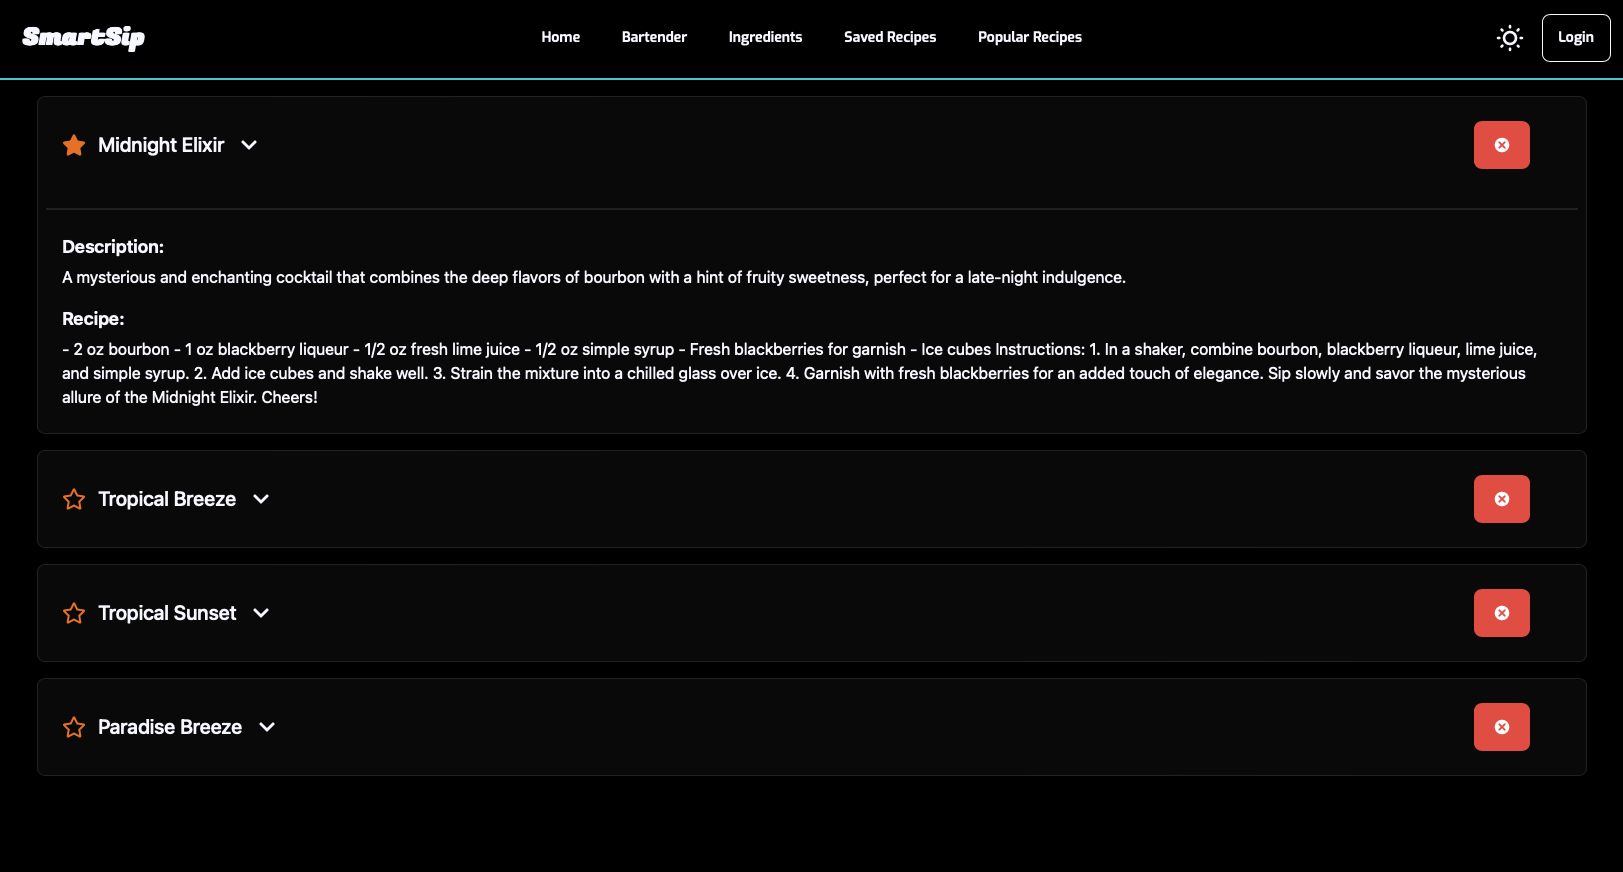 SmartSip
Home
Bartender
Ingredients
Saved Recipes
Popular Recipes
Login
Midnight Elixir
Description:
A mysterious and enchanting cocktail that combines the deep flavors of bourbon with a hint of fruity sweetness, perfect for a late-night indulgence.
Recipe:
- 2 oz bourbon - 1 oz blackberry liqueur - 1/2 oz fresh lime juice - 1/2 oz simple syrup - Fresh blackberries for garnish - Ice cubes Instructions: 1. In a shaker, combine bourbon, blackberry liqueur, lime juice,
and simple syrup. 2. Add ice cubes and shake well. 3. Strain the mixture into a chilled glass over ice. 4. Garnish with fresh blackberries for an added touch of elegance. Sip slowly and savor the mysterious
allure of the Midnight Elixir. Cheers!
Tropical Breeze
Tropical Sunset
Paradise Breeze